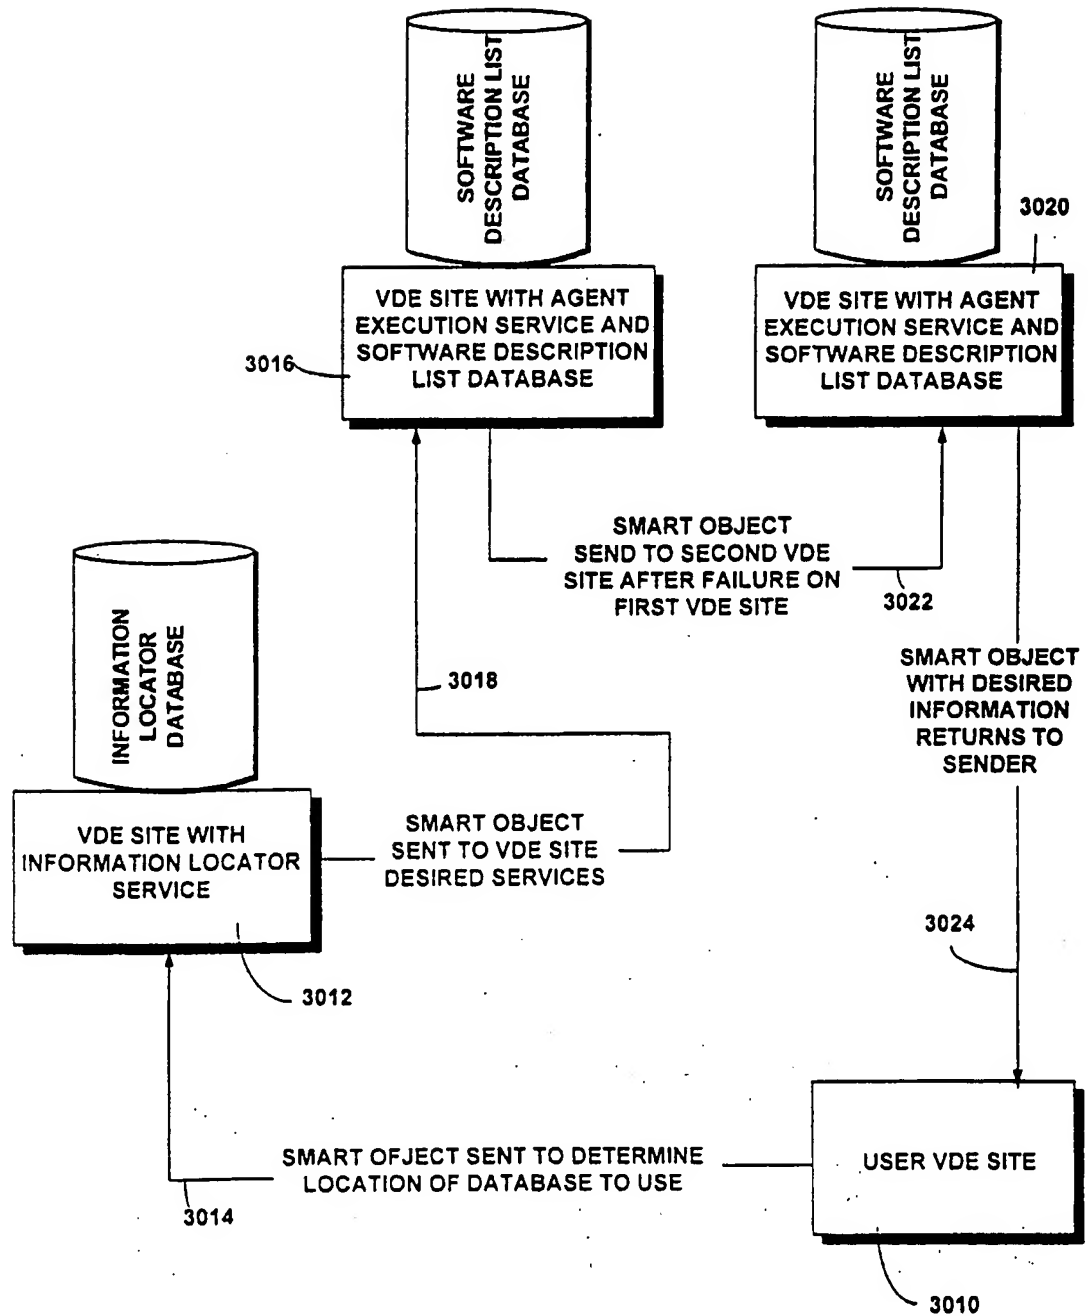 SOFTWARE
DESCRIPTION LIST
DATABASE
SOFTWARE
DESCRIPTION LIST
DATABASE
3020
VDE SITE WITH AGENT
EXECUTION SERVICE AND
SOFTWARE DESCRIPTION
LIST DATABASE
VDE SITE WITH AGENT
EXECUTION SERVICE AND
SOFTWARE DESCRIPTION
LIST DATABASE
3016
SMART OBJECT
SEND TO SECOND VDE
SITE AFTER FAILURE ON
FIRST VDE SITE
3022
INFORMATION
LOCATOR
DATABASE
3018
SMART OBJECT
WITH DESIRED
INFORMATION
RETURNS TO
SENDER
VDE SITE WITH
INFORMATION LOCATOR
SERVICE
SMART OBJECT
SENT TO VDE SITE
DESIRED SERVICES
3024
3012
SMART OFJECT SENT TO DETERMINE
LOCATION OF DATABASE TO USE
USER VDE SITE
3014
3010